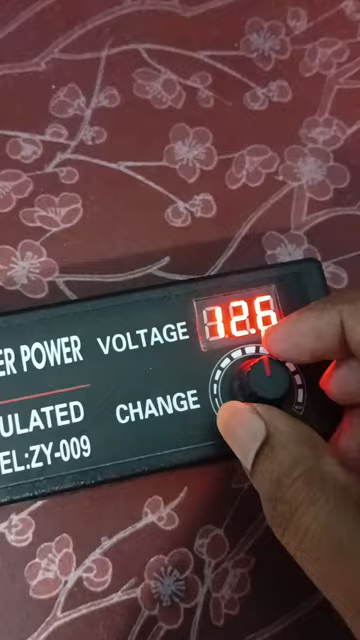 ER POWER
VOLTAGE
12.6
ULATED
CHANGE
EL:ZY-009